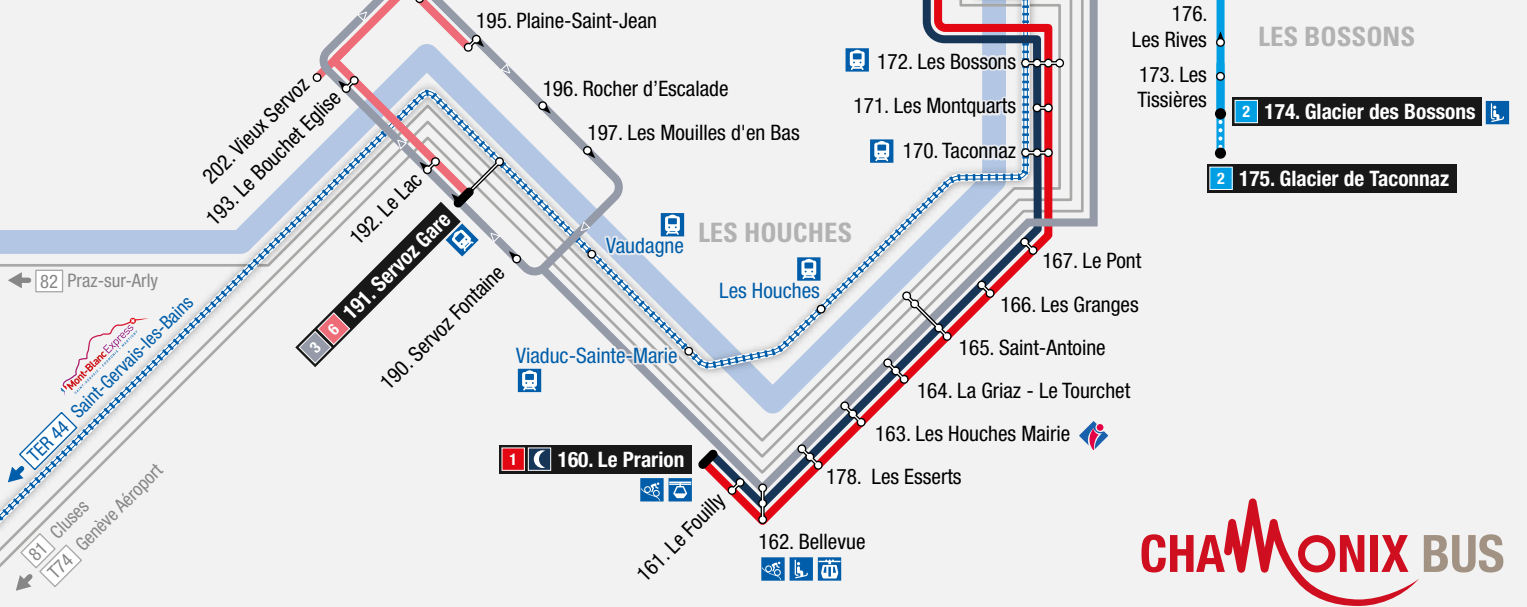 195. Plaine-Saint-Jean
196. Rocher d’Escalade
197. Les Mouilles d'en Bas
202. Vieux Servoz
193. Le Bouchet Eglise
192. Le Lac
3 6 191. Servoz Gare
190. Servoz Fontaine
82 Praz-sur-Arly
Mont-Blanc Express
TER 44 Saint-Gervais-les-Bains
81 Cluses
T74 Genève Aéroport
Vaudagne
LES HOUCHES
Les Houches
Viaduc-Sainte-Marie
1 160. Le Prarion
161. Le Fouilly
162. Bellevue
178. Les Esserts
163. Les Houches Mairie
164. La Griaz - Le Tourchet
165. Saint-Antoine
166. Les Granges
167. Le Pont
170. Taconnaz
171. Les Montquarts
172. Les Bossons
176.
Les Rives
LES BOSSONS
173. Les
Tissières
2 174. Glacier des Bossons
2 175. Glacier de Taconnaz
CHAMONIX BUS